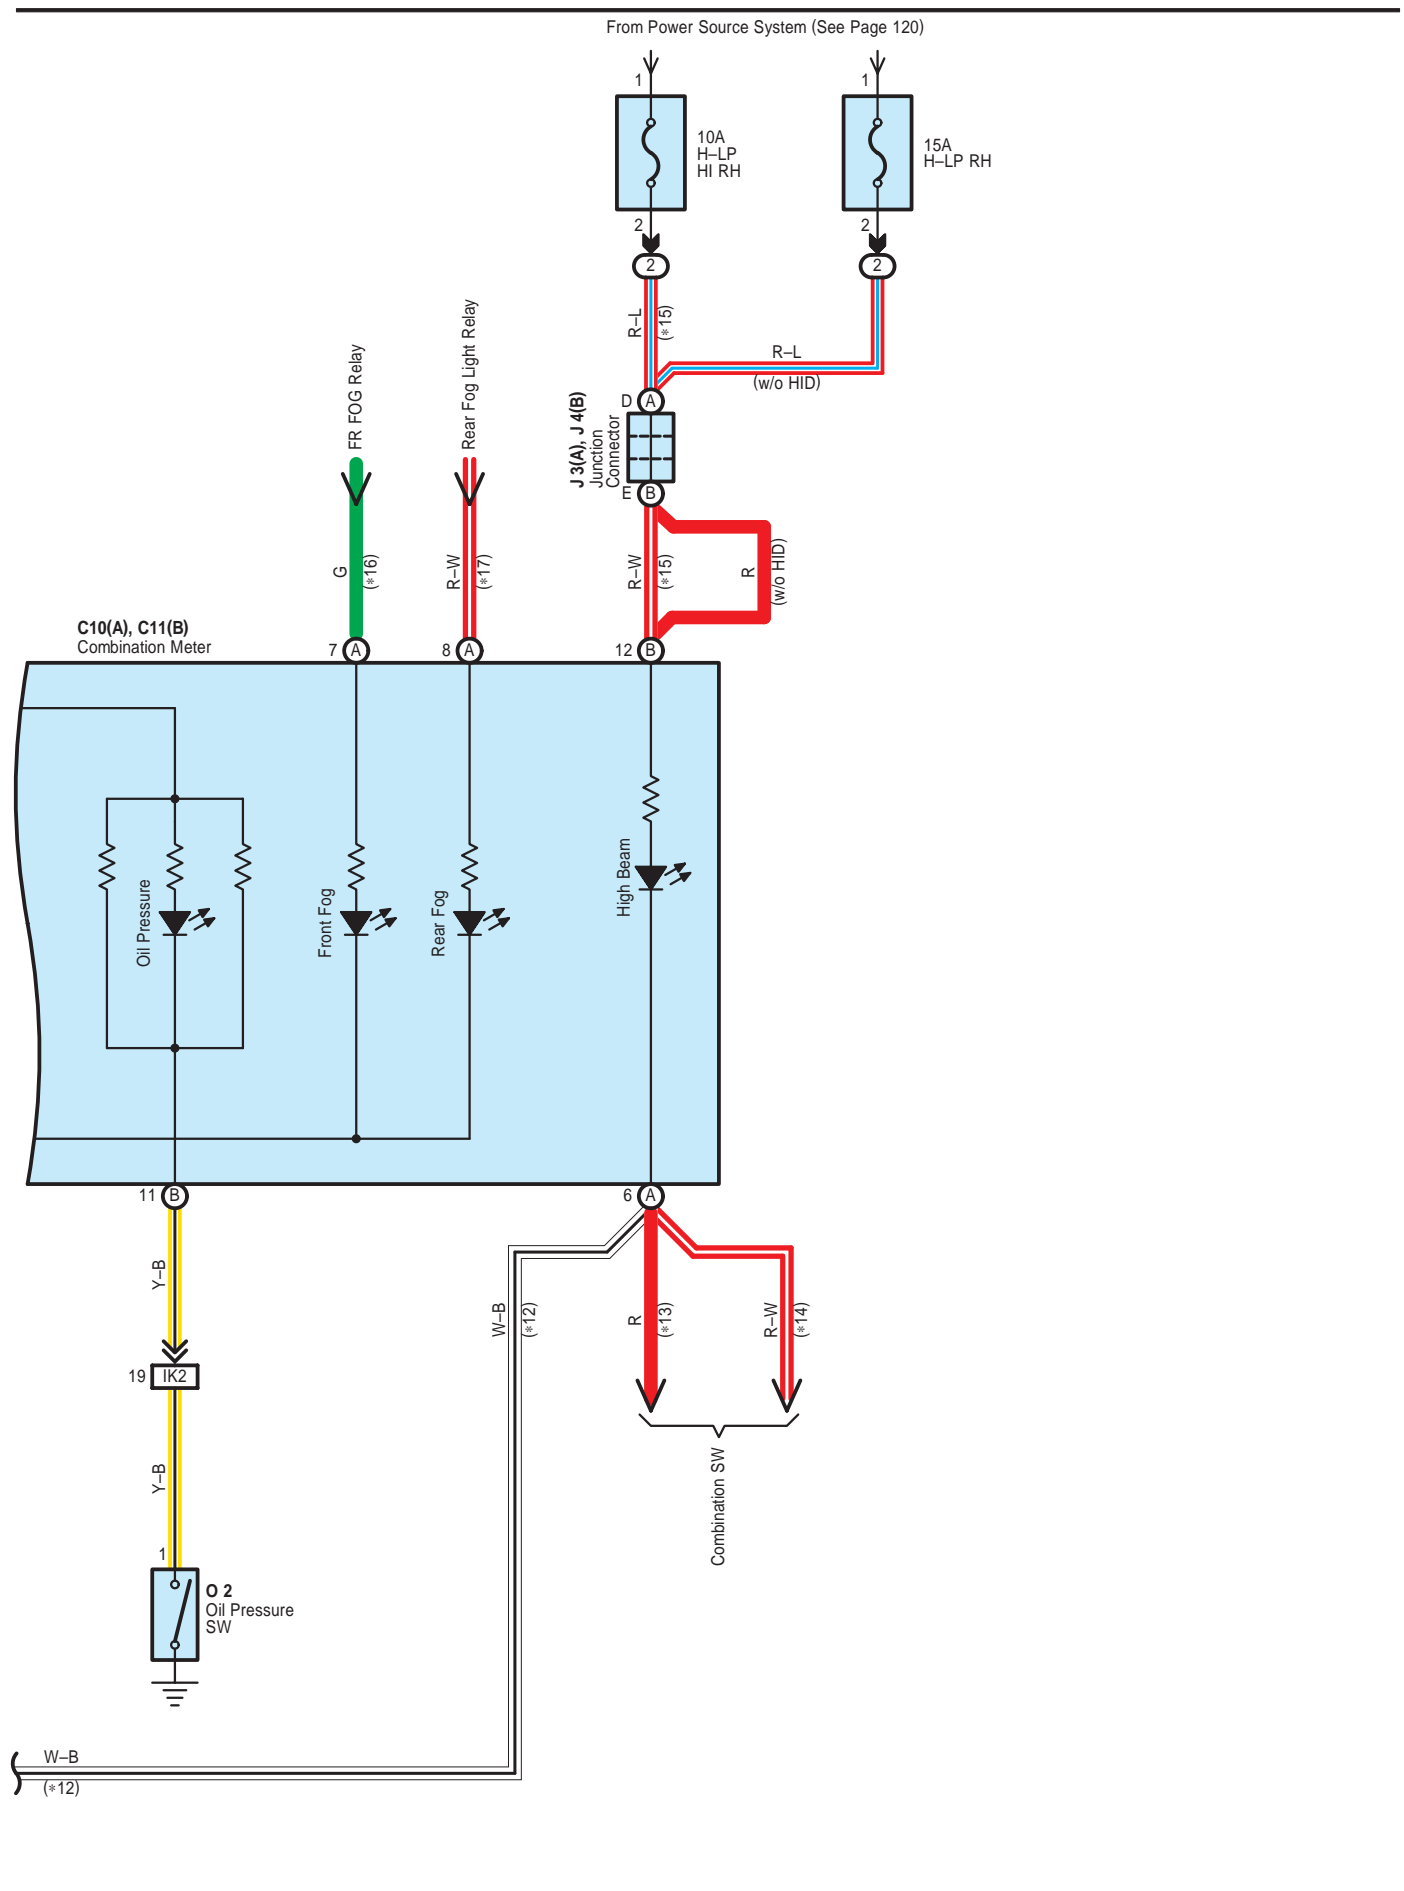 From Power Source System (See Page 120)
1
1
10A
H–LP
HI RH
15A
H–LP RH
2
2
2
2
R–L
(∗15)
R–L
(w/o HID)
FR FOG Relay
Rear Fog Light Relay
D
A
J 3(A), J 4(B)
Junction
Connector
E
B
G
(∗16)
R–W
(∗17)
R–W
(∗15)
R
(w/o HID)
C10(A), C11(B)
Combination Meter
7
A
8
A
12
B
Oil Pressure
Front Fog
Rear Fog
High Beam
11
B
6
A
Y–B
W–B
(∗12)
R
(∗13)
R–W
(∗14)
19
IK2
Y–B
Combination SW
1
O 2
Oil Pressure
SW
W–B
(∗12)